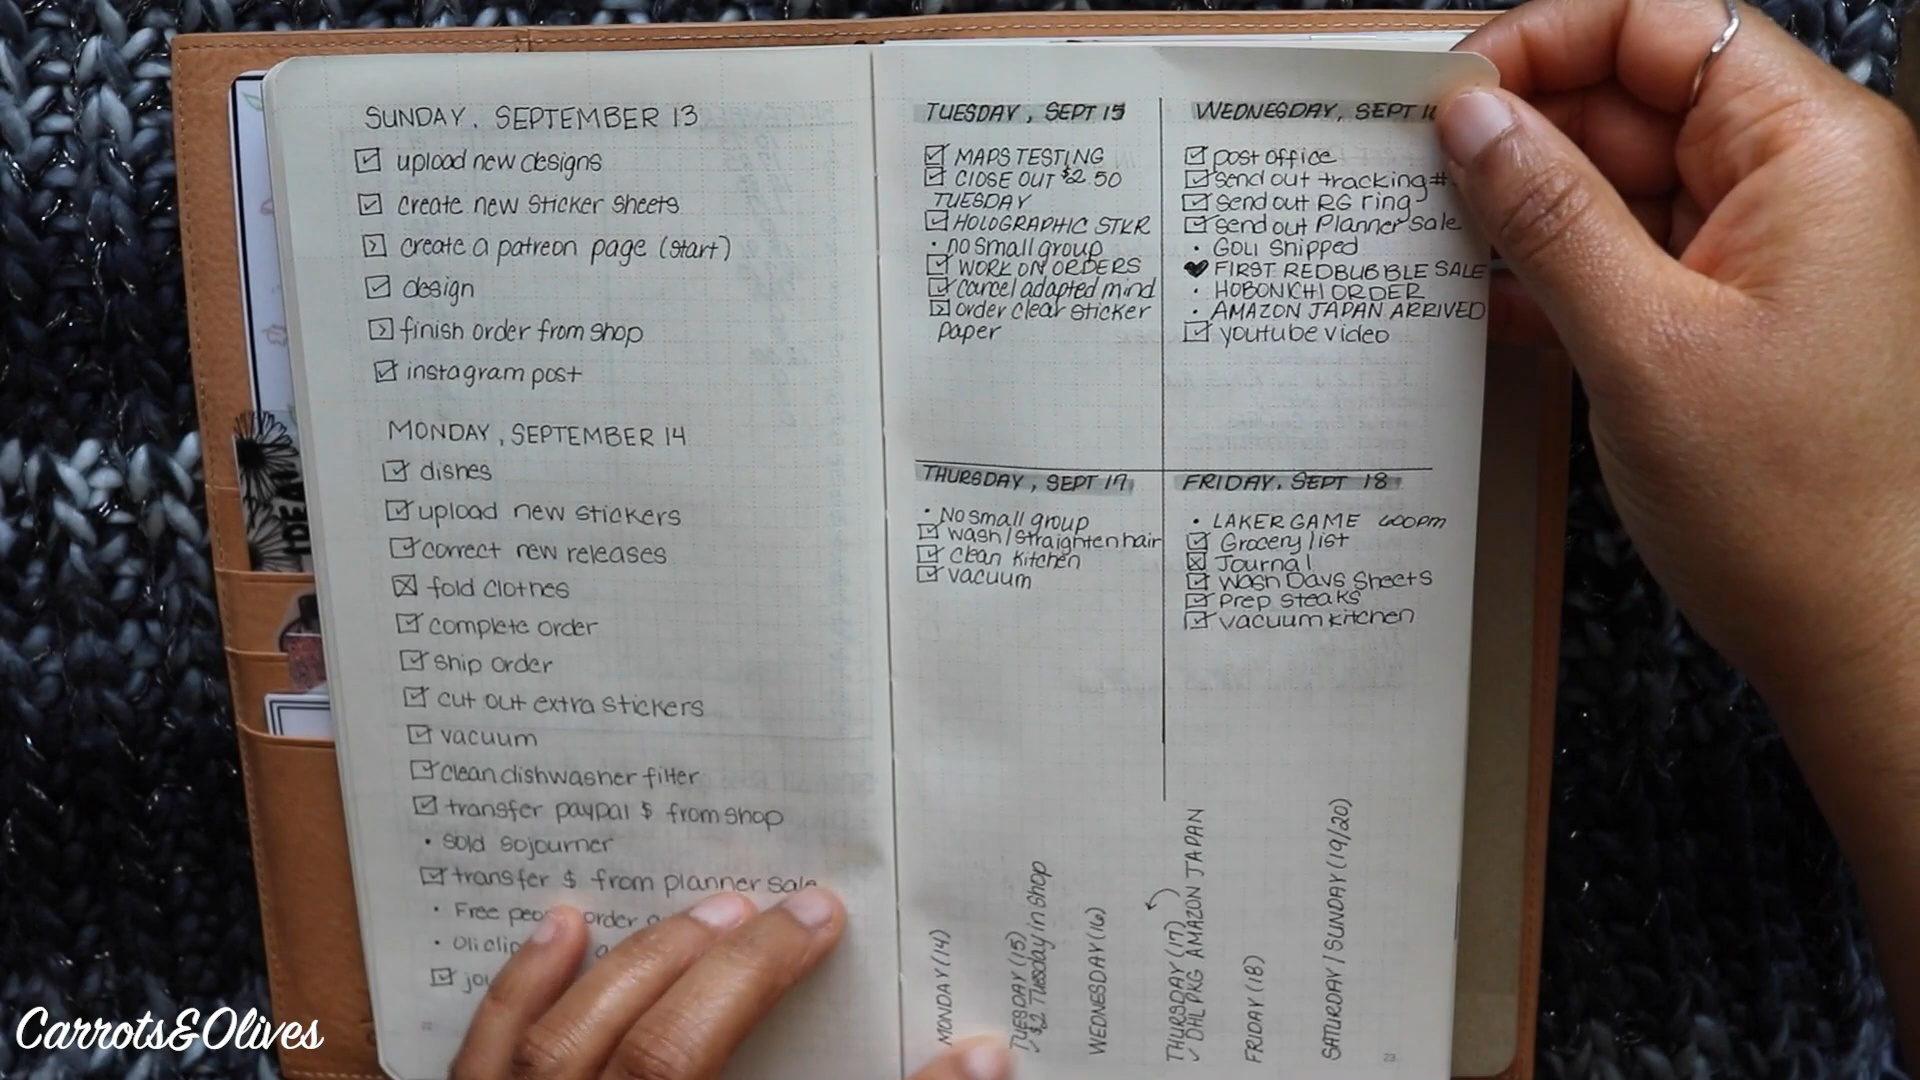 SUNDAY, SEPTEMBER 13
upload new designs
create new sticker sheets
create a patreon page (start)
design
finish order from shop
instagram post
MONDAY, SEPTEMBER 14
dishes
upload new stickers
correct new releases
fold clothes
complete order
ship order
cut out extra stickers
vacuum
clean dishwasher filter
transfer paypal $ from shop
• sold sojourner
transfer $ from planner sale
• Free order
• Oli
22
TUESDAY, SEPT 15
MAPS TESTING
CLOSE OUT $2.50
TUESDAY
HOLOGRAPHIC STKR
• no small group
WORK ON ORDERS
cancel adapted mind
order clear sticker
paper
WEDNESDAY, SEPT
post office
send out tracking #
send out RG ring
send out Planner Sale
• GOLI Shipped
FIRST REDBUBBLE SALE
• HOBONICHI ORDER
• AMAZON JAPAN ARRIVED
youtube video
THURSDAY, SEPT 17
• No small group
wash/straighten hair
clean kitchen
vacuum
FRIDAY, SEPT 18
• LAKER GAME 600pm
Grocery list
Journal
wash Davs Sheets
Prep steaks
vacuum kitchen
MONDAY (14)
TUESDAY (15)
✓ $2 Tuesday in shop
WEDNESDAY (16)
THURSDAY (17)
✓ DHL PKG AMAZON JAPAN
FRIDAY (18)
SATURDAY | SUNDAY (19/20)
23
Carrots&Olives